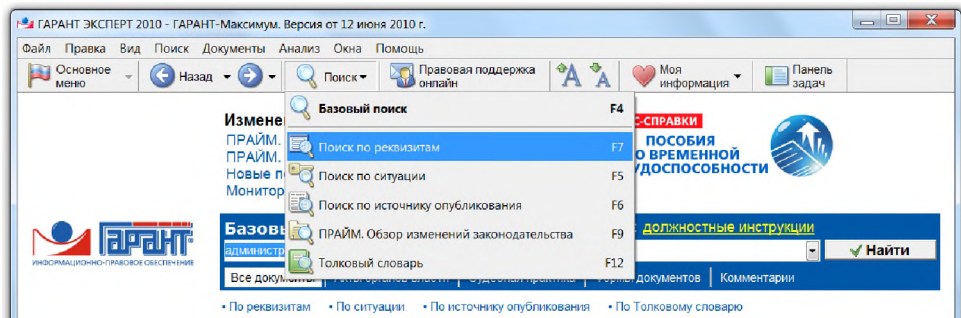 ГАРАНТ ЭКСПЕРТ 2010 - ГАРАНТ-Максимум. Версия от 12 июня 2010 г.
Файл Правка Вид Поиск Документы Анализ Окна Помощь
Основное меню Назад Поиск Правовая поддержка онлайн Моя информация Панель задач
Базовый поиск F4
Измене
С-СПРАВКИ
ПРАЙМ.
Поиск по реквизитам F7
ПОСОБИЯ
ПРАЙМ.
О ВРЕМЕННОЙ
Новые п
Поиск по ситуации F5
УДОСПОСОБНОСТИ
Монитор
Поиск по источнику опубликования F6
Базовы
ПРАЙМ. Обзор изменений законодательства F9
должностные инструкции
ГАРАНТ
ИНФОРМАЦИОННО-ПРАВОВОЕ ОБЕСПЕЧЕНИЕ
администр
Толковый словарь F12
Найти
Все документы документов Комментарии
• По реквизитам • По ситуации • По источнику опубликования • По Толковому словарю